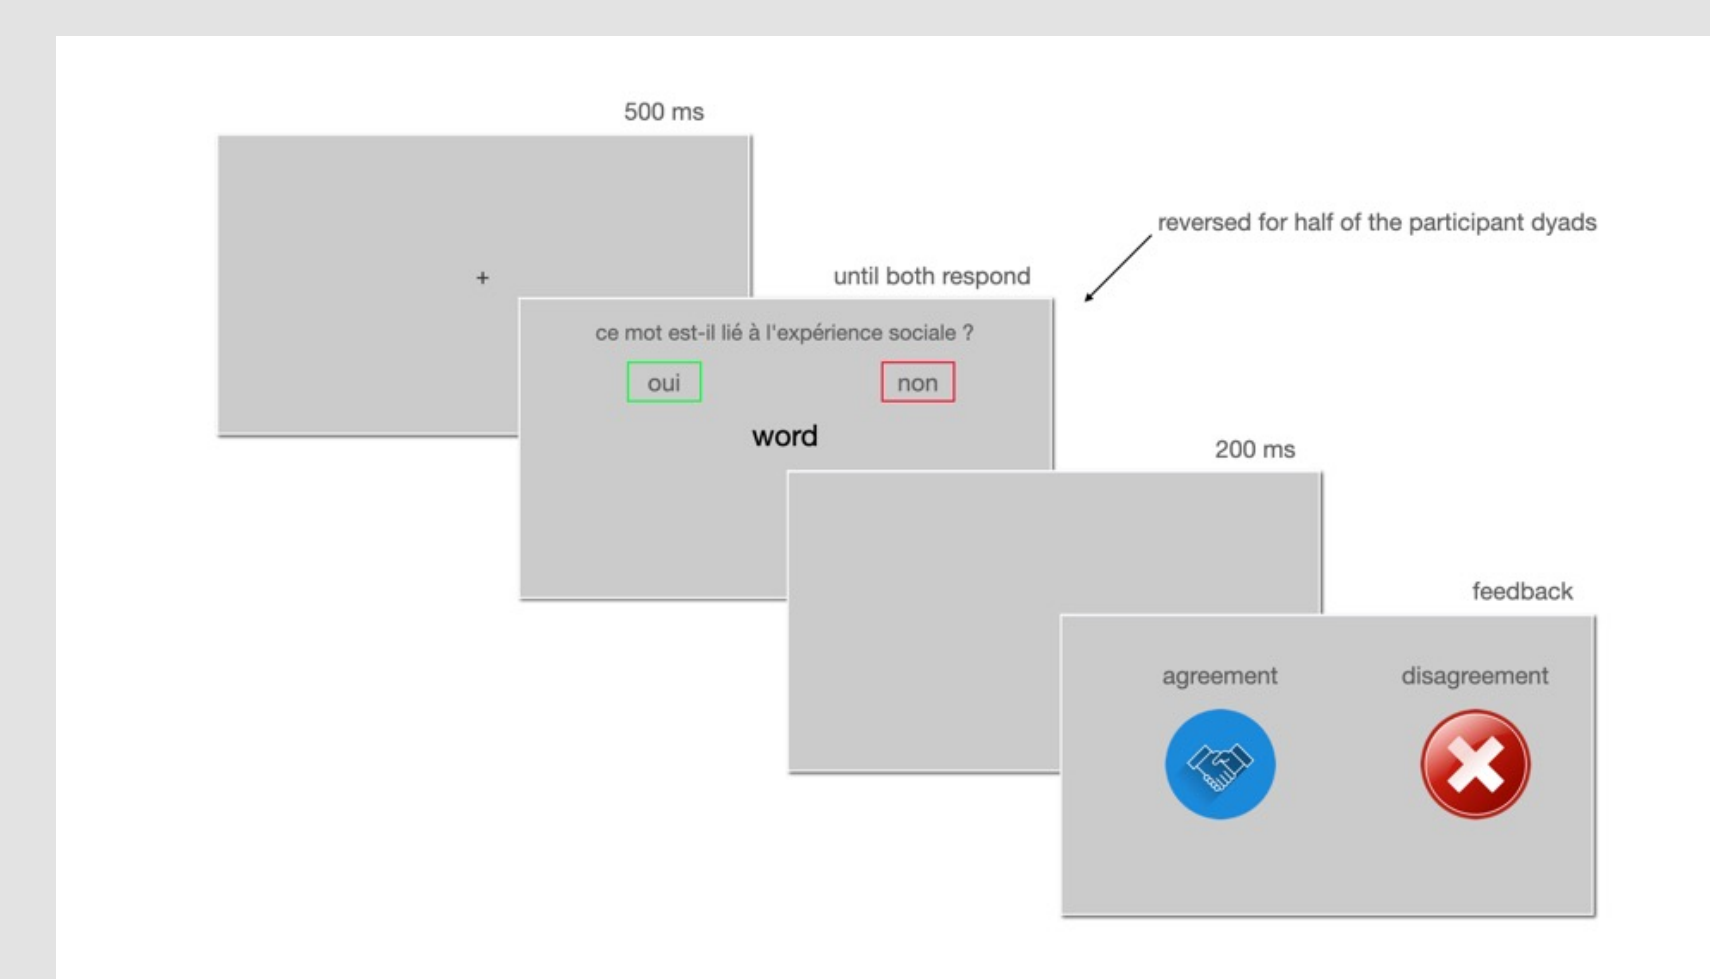 500 ms
+
reversed for half of the participant dyads
until both respond
ce mot est-il lié à l'expérience sociale ?
oui non
word
200 ms
feedback
agreement disagreement